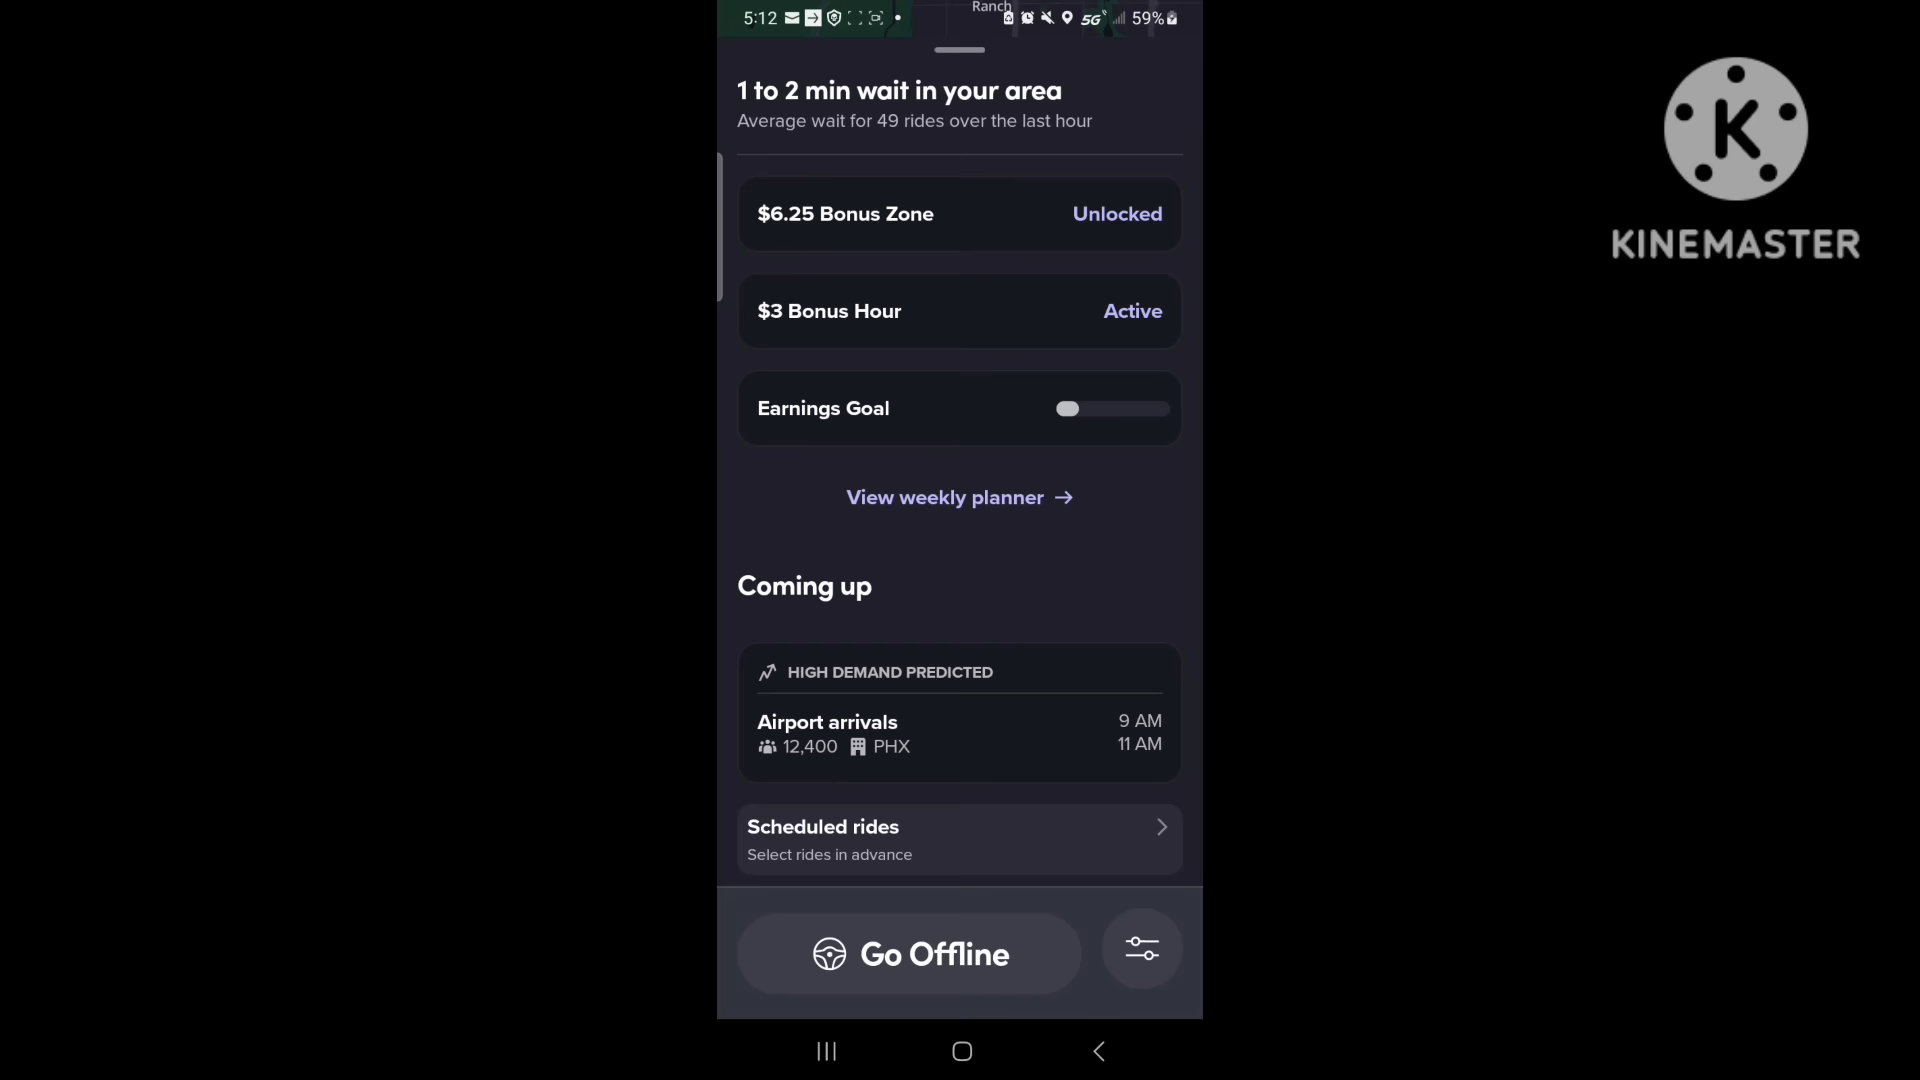 Ranch
5:12 5G 59%
1 to 2 min wait in your area
Average wait for 49 rides over the last hour
$6.25 Bonus Zone Unlocked
$3 Bonus Hour Active
Earnings Goal
View weekly planner →
Coming up
HIGH DEMAND PREDICTED
Airport arrivals 9 AM
12,400 PHX 11 AM
Scheduled rides
Select rides in advance
Go Offline
K
KINEMASTER